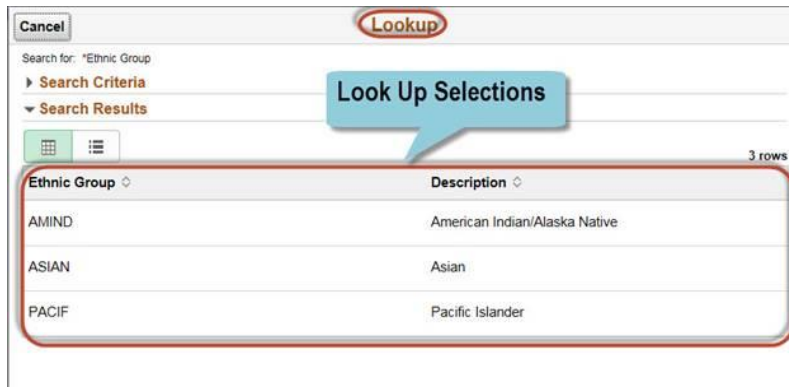 Cancel
Lookup
Search for: *Ethnic Group
Search Criteria
Search Results
Look Up Selections
3 rows
Ethnic Group Description
AMIND American Indian/Alaska Native
ASIAN Asian
PACIF Pacific Islander